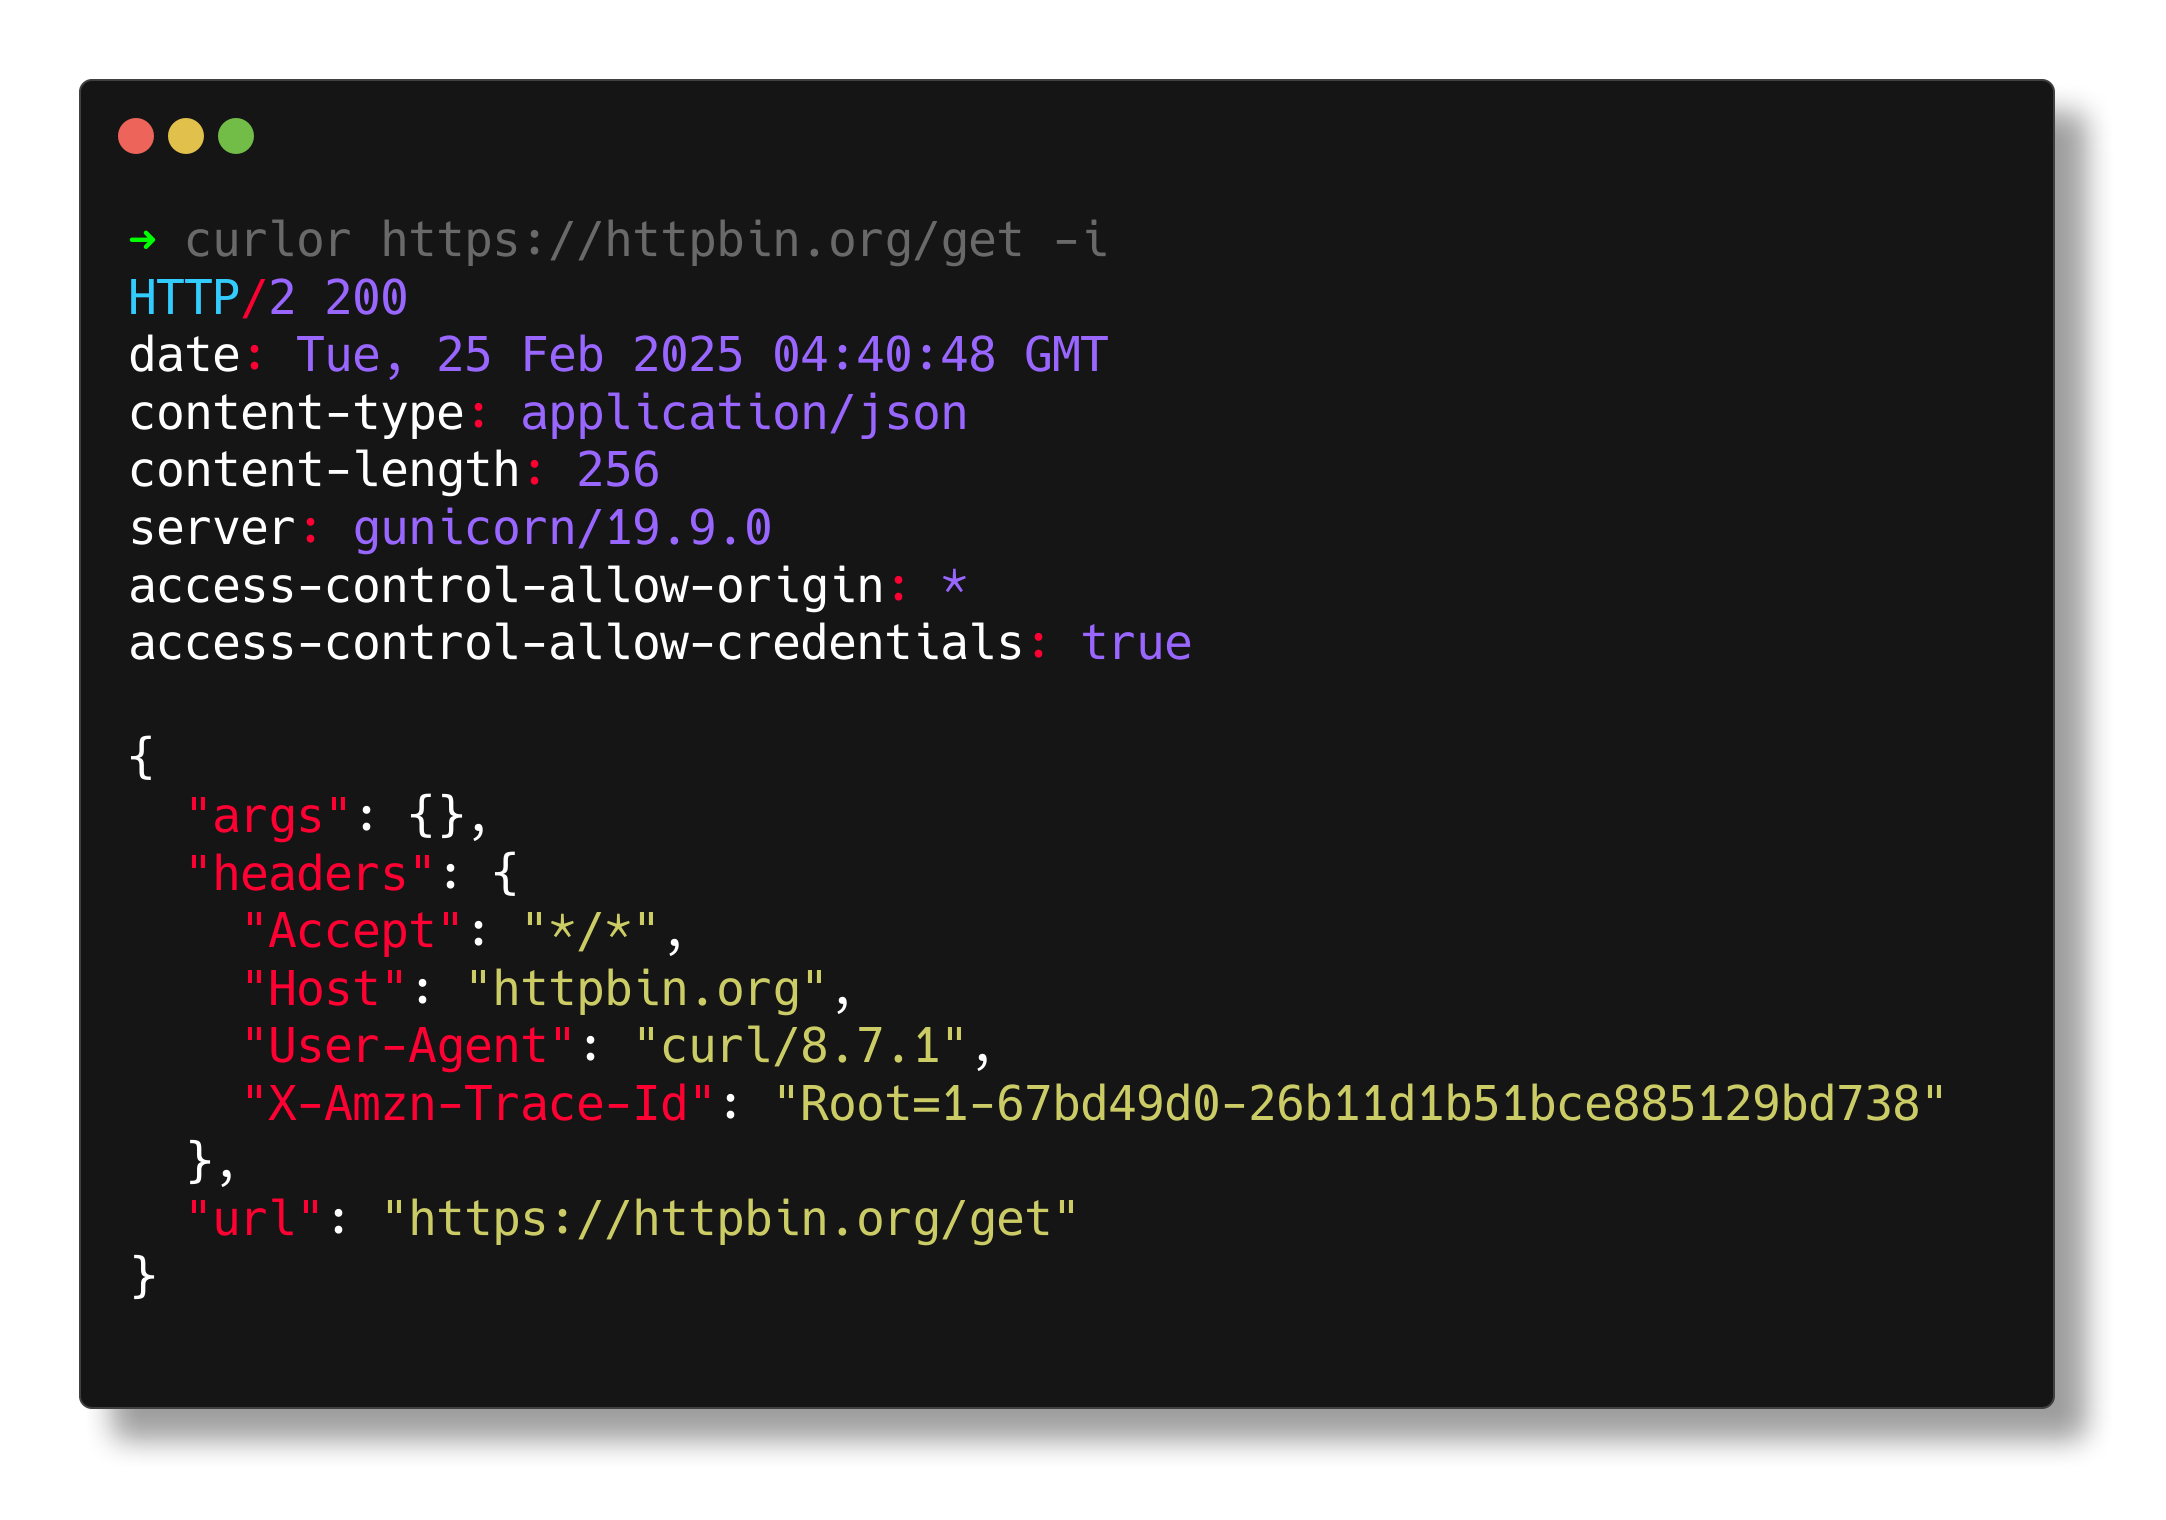 ➜ curlor https://httpbin.org/get -i
HTTP/2 200
date: Tue, 25 Feb 2025 04:40:48 GMT
content-type: application/json
content-length: 256
server: gunicorn/19.9.0
access-control-allow-origin: *
access-control-allow-credentials: true

{
  "args": {},
  "headers": {
    "Accept": "*/*",
    "Host": "httpbin.org",
    "User-Agent": "curl/8.7.1",
    "X-Amzn-Trace-Id": "Root=1-67bd49d0-26b11d1b51bce885129bd738"
  },
  "url": "https://httpbin.org/get"
}